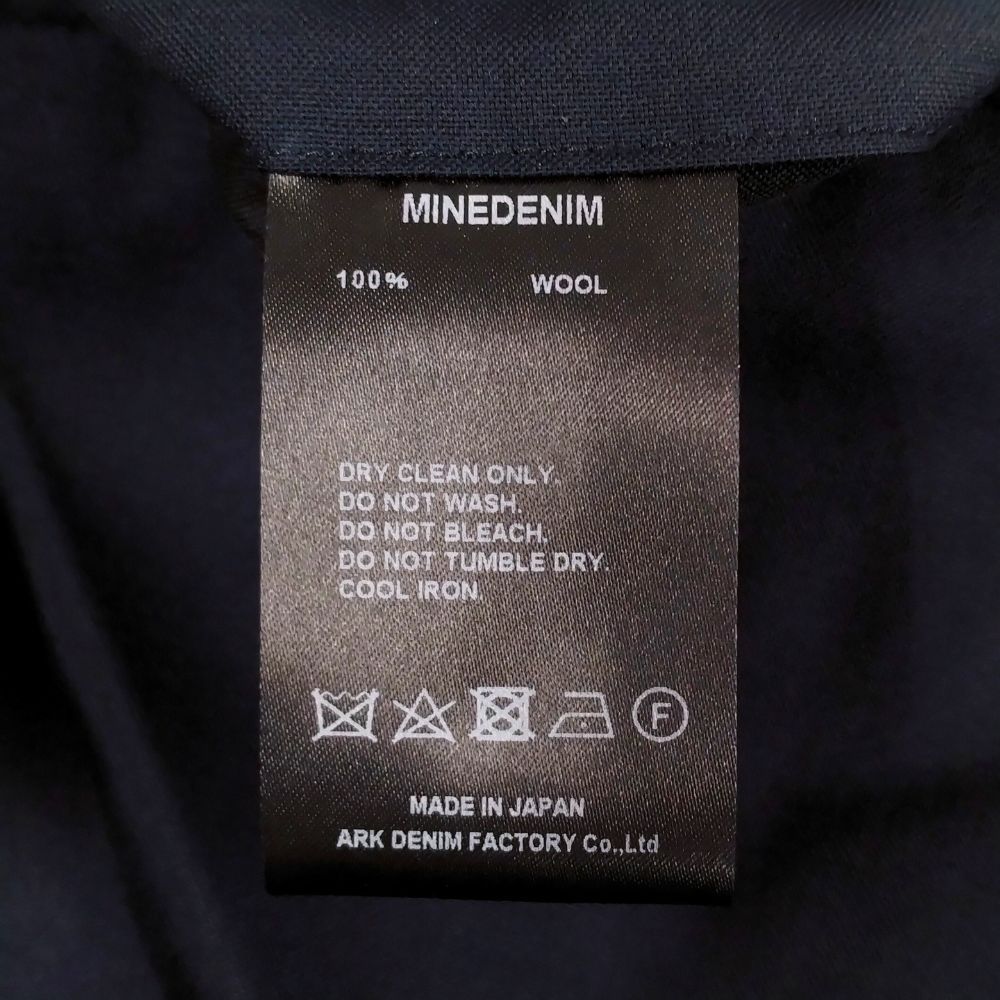 MINEDENIM
100% WOOL
DRY CLEAN ONLY.
DO NOT WASH.
DO NOT BLEACH.
DO NOT TUMBLE DRY.
COOL IRON.
F
MADE IN JAPAN
ARK DENIM FACTORY Co.,Ltd